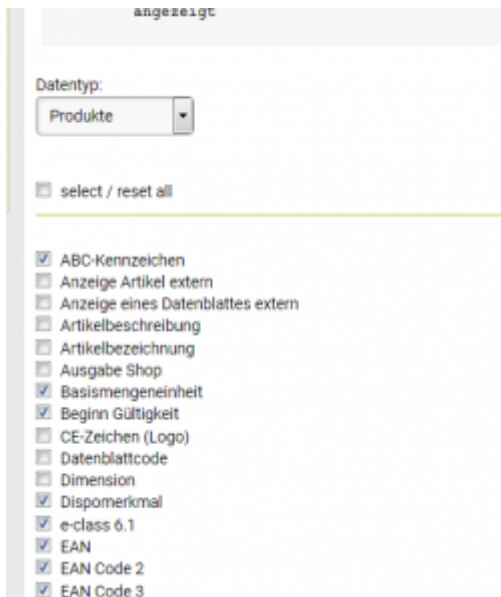 angezeigt
Datentyp:
Produkte
select / reset all
ABC-Kennzeichen
Anzeige Artikel extern
Anzeige eines Datenblattes extern
Artikelbeschreibung
Artikelbezeichnung
Ausgabe Shop
Basismengeneinheit
Beginn Gültigkeit
CE-Zeichen (Logo)
Datenblattcode
Dimension
Dispomerkmal
e-class 6.1
EAN
EAN Code 2
EAN Code 3